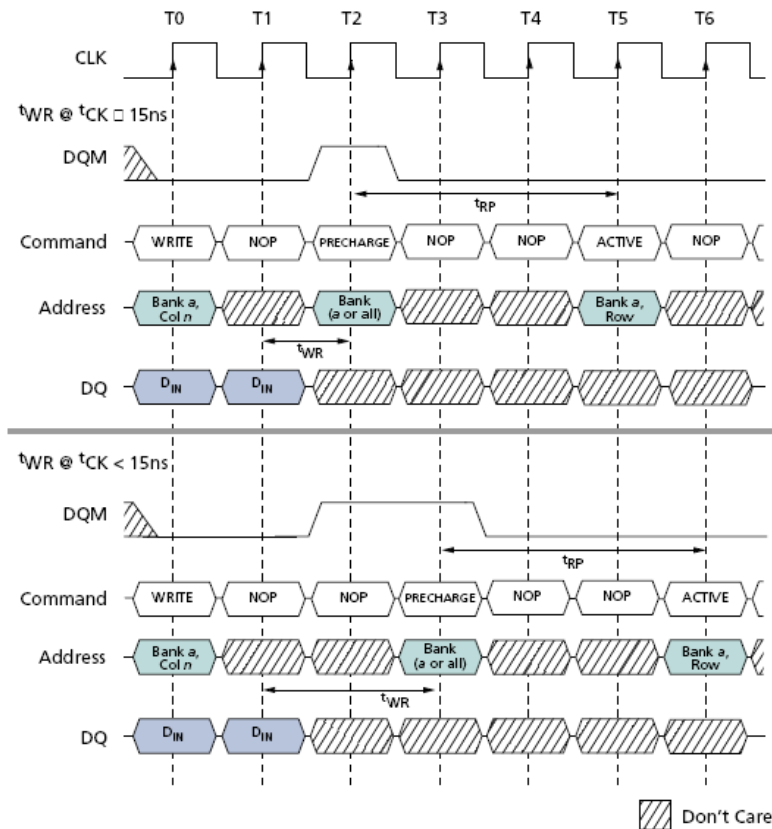 T0 T1 T2 T3 T4 T5 T6
CLK
tWR @ tCK □ 15ns
DQM
tRP
Command WRITE NOP PRECHARGE NOP NOP ACTIVE NOP
Address Bank a, Col n Bank (a or all) Bank a, Row
tWR
DQ DIN DIN
tWR @ tCK < 15ns
DQM
tRP
Command WRITE NOP NOP PRECHARGE NOP NOP ACTIVE
Address Bank a, Col n Bank (a or all) Bank a, Row
tWR
DQ DIN DIN
Don't Care